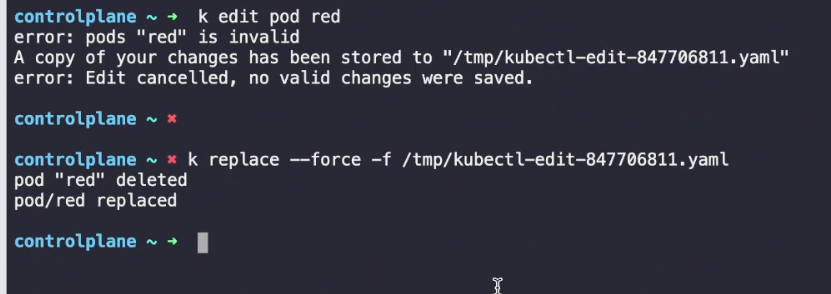 controlplane ~ → k edit pod red
error: pods "red" is invalid
A copy of your changes has been stored to "/tmp/kubectl-edit-847706811.yaml"
error: Edit cancelled, no valid changes were saved.
controlplane ~ ✖
controlplane ~ ✖ k replace --force -f /tmp/kubectl-edit-847706811.yaml
pod "red" deleted
pod/red replaced
controlplane ~ →